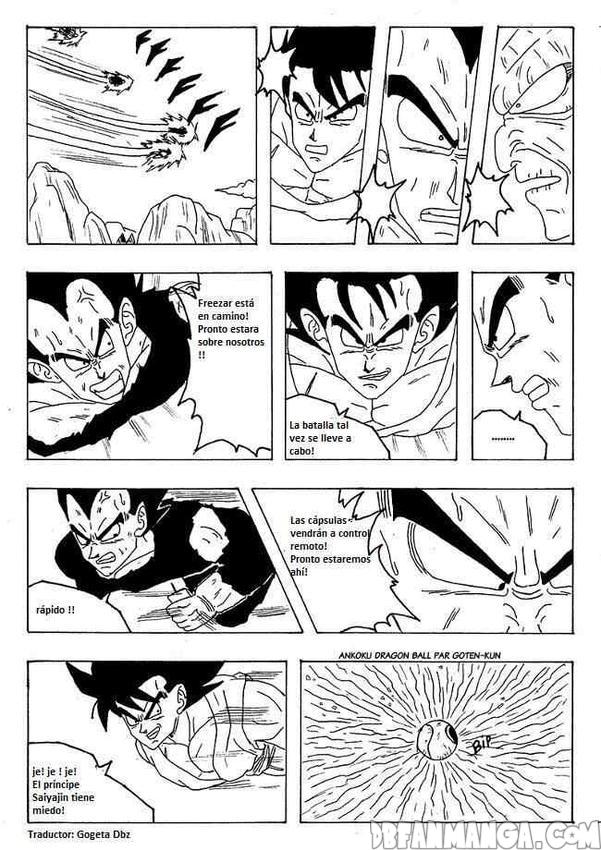 Freezar está
en camino!
Pronto estara
sobre nosotros
!!
La batalla tal
vez se lleve a
cabo!
........
rápido !!
Las cápsulas
vendrán a control
remoto!
Pronto estaremos
ahí!
ANKOKU DRAGON BALL PAR GOTEN-KUN
je! je ! je!
El príncipe
Saiyajin tiene
miedo!
BIP
Traductor: Gogeta Dbz
DBFANMANGA.COM